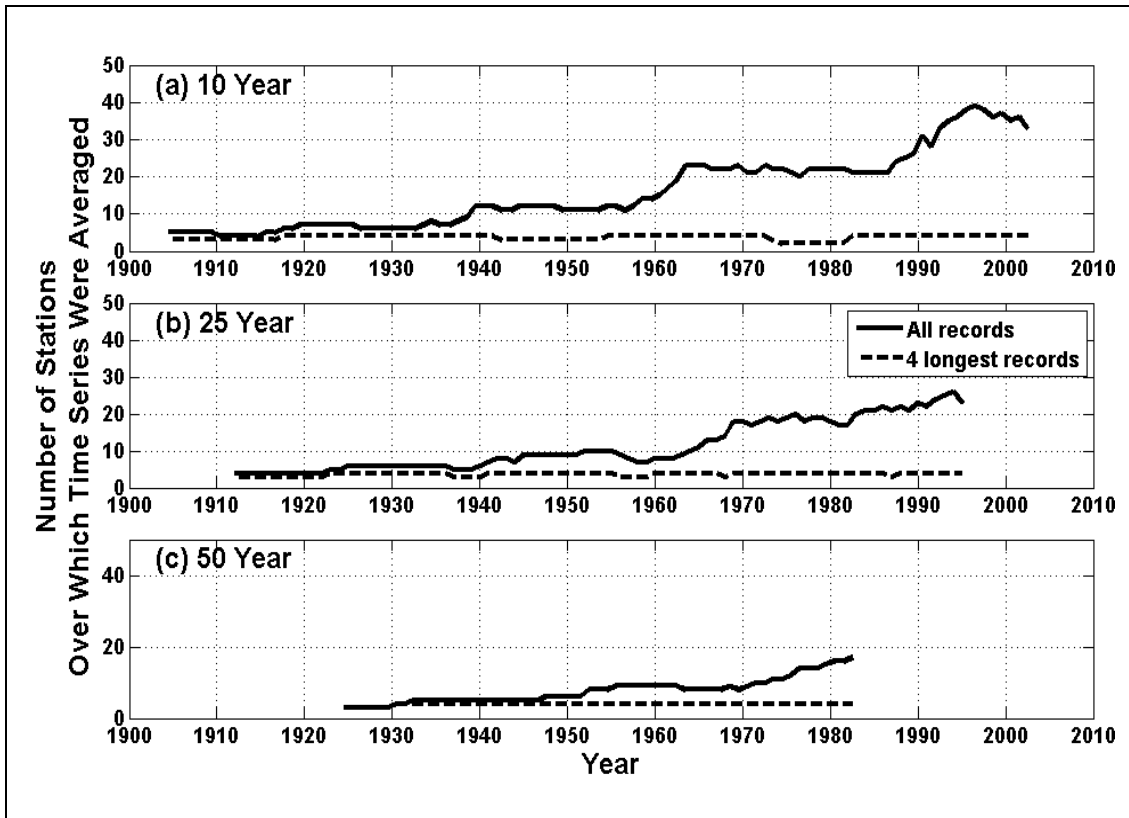 Number of Stations
Over Which Time Series Were Averaged
(a) 10 Year
50
40
30
20
10
0
1900 1910 1920 1930 1940 1950 1960 1970 1980 1990 2000 2010
(b) 25 Year
50
40
30
20
10
0
All records
4 longest records
1900 1910 1920 1930 1940 1950 1960 1970 1980 1990 2000 2010
(c) 50 Year
40
20
0
1900 1910 1920 1930 1940 1950 1960 1970 1980 1990 2000 2010
Year